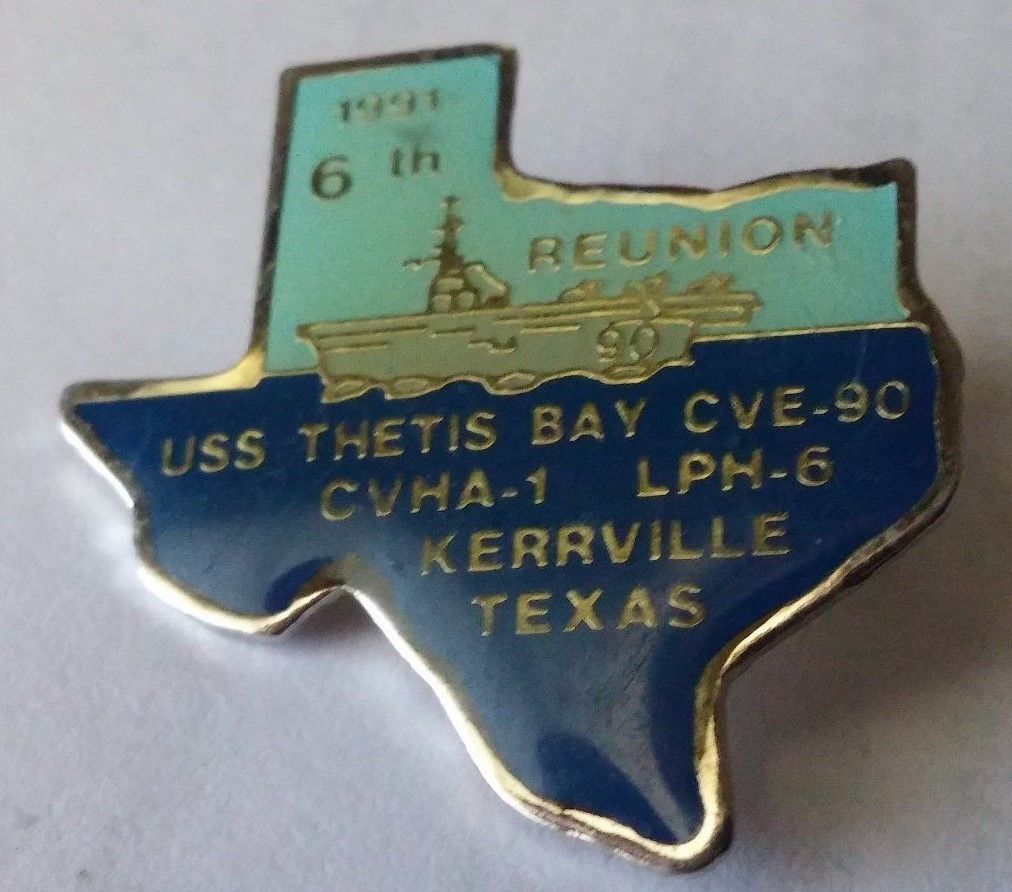 1991
6 th
REUNION
90
USS THETIS BAY CVE-90
CVHA-1 LPH-6
KERRVILLE
TEXAS